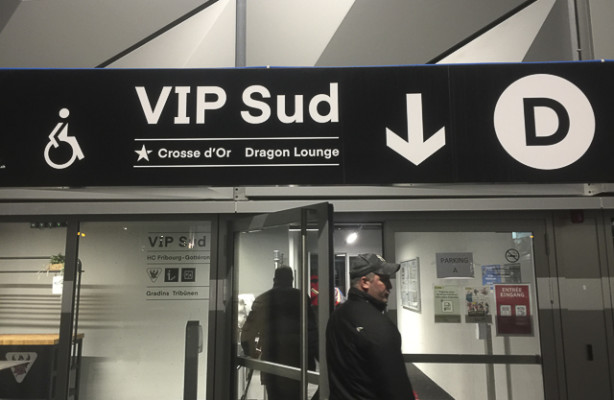 VIP Sud
Crosse d'Or Dragon Lounge
D
VIP Sud
HC Fribourg-Gottéron
Gradins Tribünen
PARKING
ENTRÉE
EINGANG